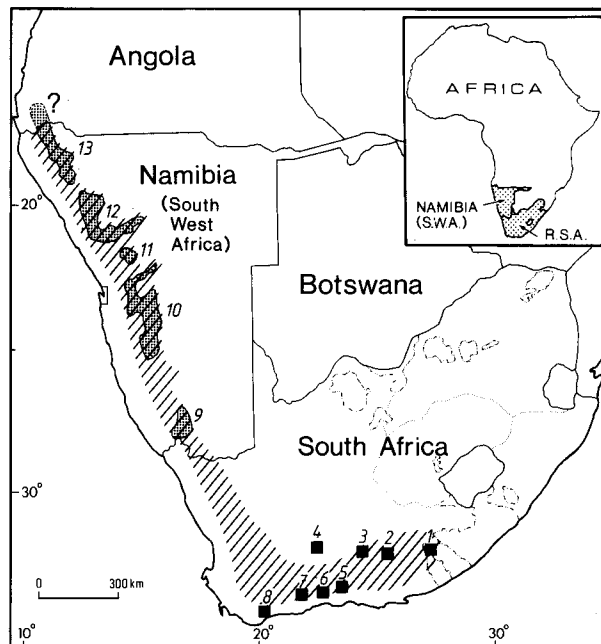 Angola
AFRICA
NAMIBIA
(S.W.A.)
R.S.A.
?
13
Namibia
(South
West
Africa)
20°
12
11
10
Botswana
9
South Africa
30°
4
3
2
1
5
6
7
8
0
300 km
10°
20°
30°